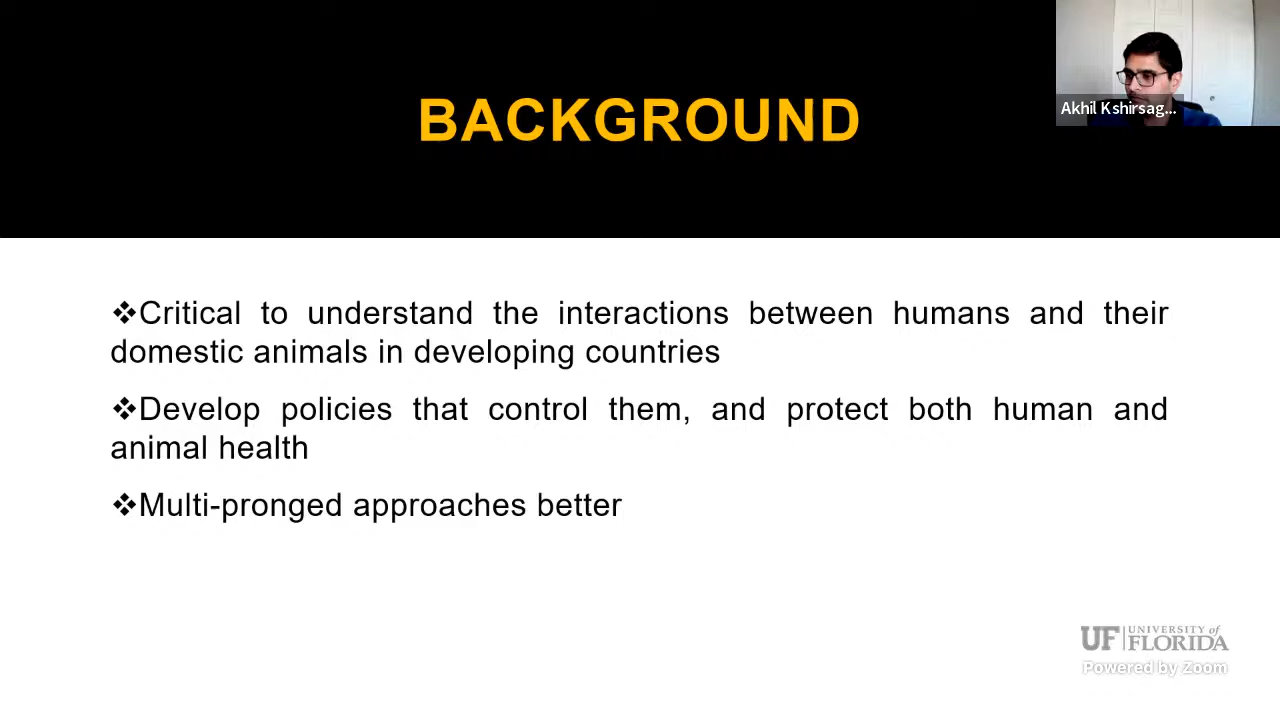 BACKGROUND
Akhil Kshirsag...
❖Critical to understand the interactions between humans and their
domestic animals in developing countries
❖Develop policies that control them, and protect both human and
animal health
❖Multi-pronged approaches better
UF UNIVERSITY of
FLORIDA
Powered by Zoom